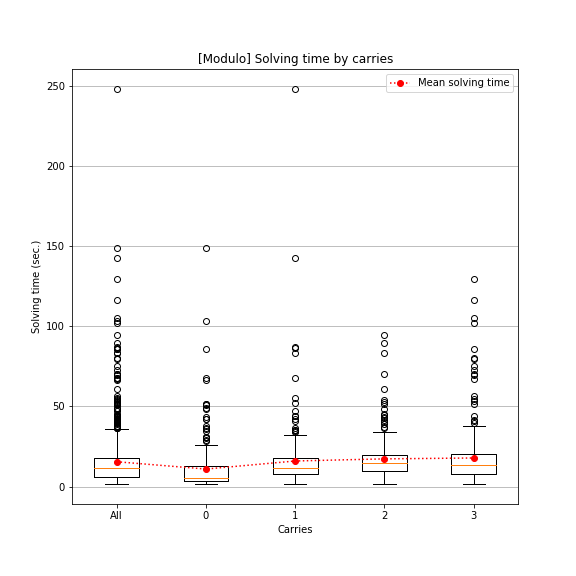 [Modulo] Solving time by carries
Mean solving time
250
200
150
100
50
0
Solving time (sec.)
All 0 1 2 3
Carries